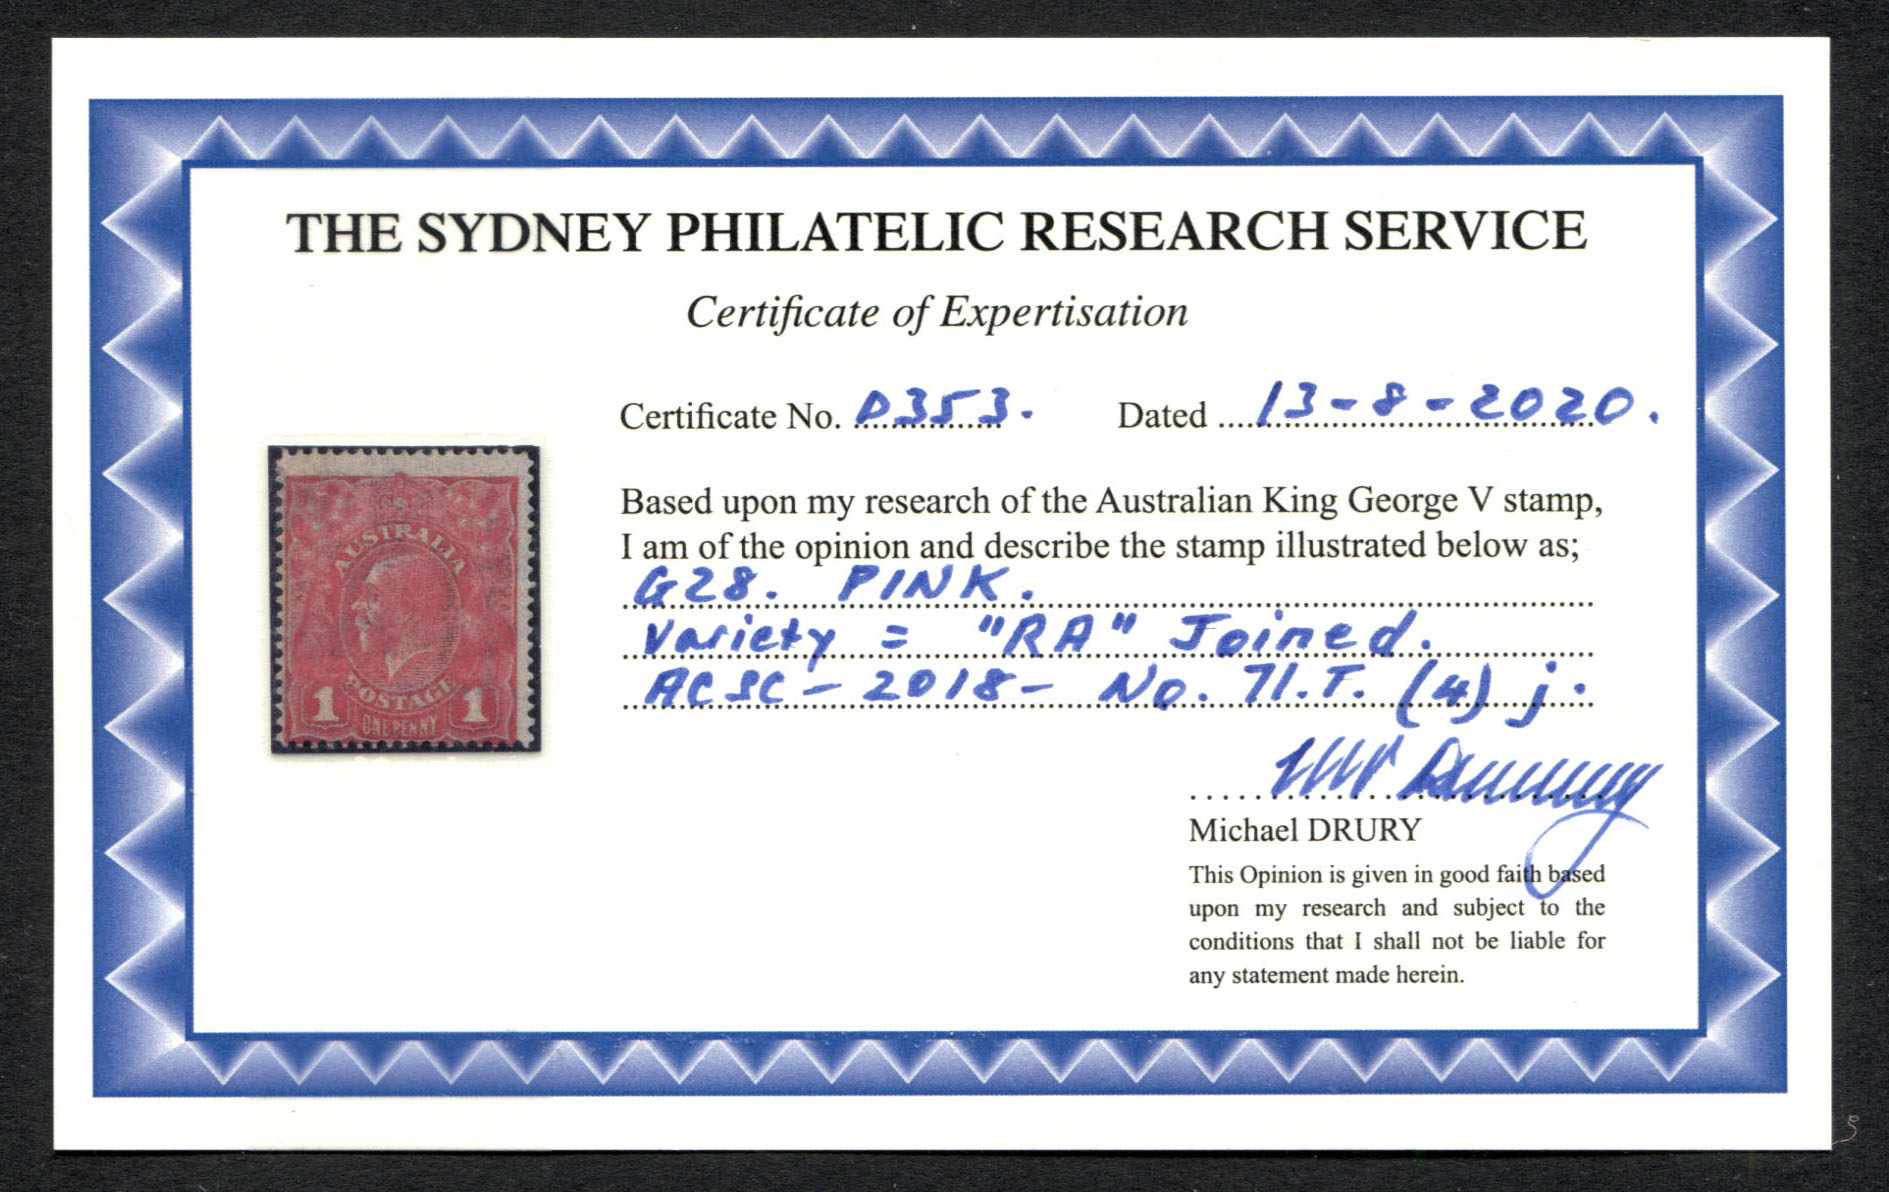 THE SYDNEY PHILATELIC RESEARCH SERVICE
Certificate of Expertisation
Certificate No. D353. Dated 13-8-2020.
Based upon my research of the Australian King George V stamp,
I am of the opinion and describe the stamp illustrated below as;
G28. PINK.
Variety = "RA" Joined.
ACSC - 2018 - No. 71.T. (4) j.
AUSTRALIA
POSTAGE
1 ONE PENNY 1
Michael DRURY
This Opinion is given in good faith based
upon my research and subject to the
conditions that I shall not be liable for
any statement made herein.